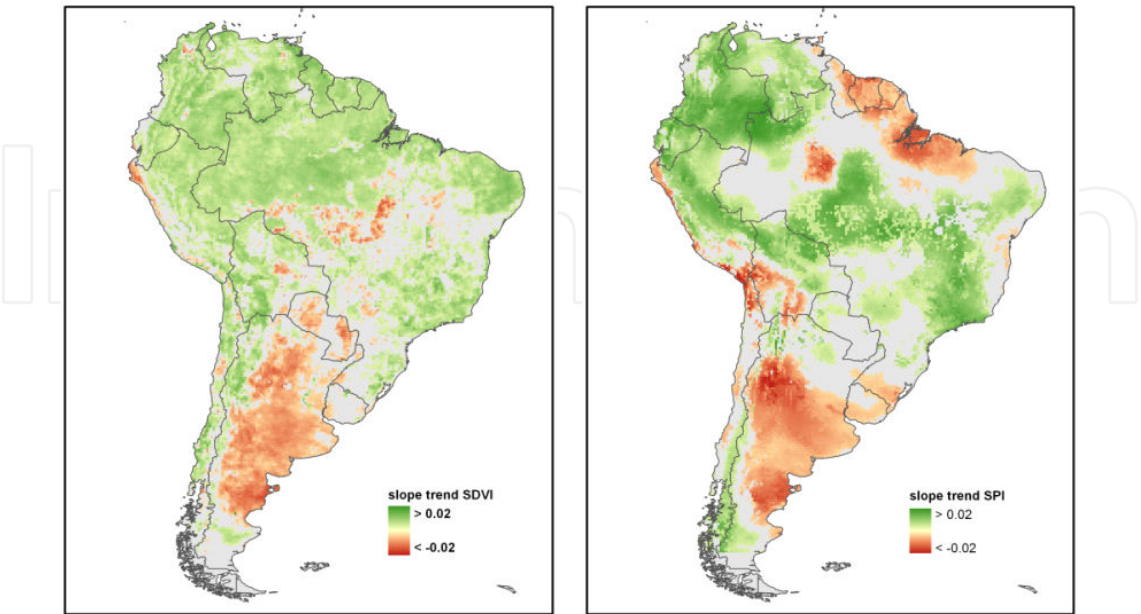 slope trend SDVI
> 0.02
< -0.02
slope trend SPI
> 0.02
< -0.02